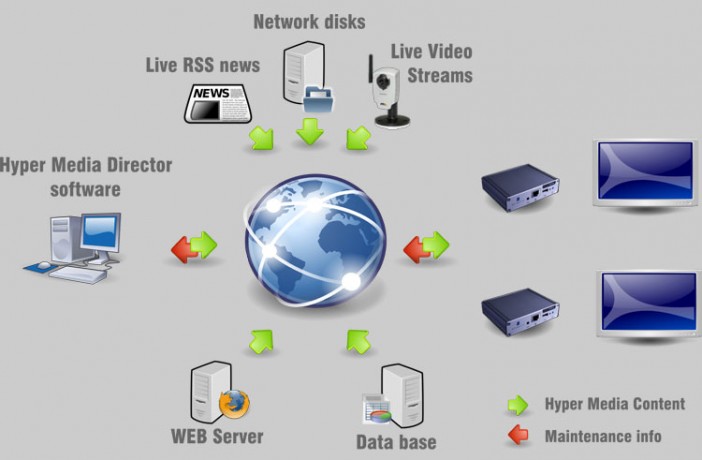 Network disks
Live RSS news
Live Video
Streams
NEWS
Hyper Media Director
software
WEB Server
Data base
Hyper Media Content
Maintenance info